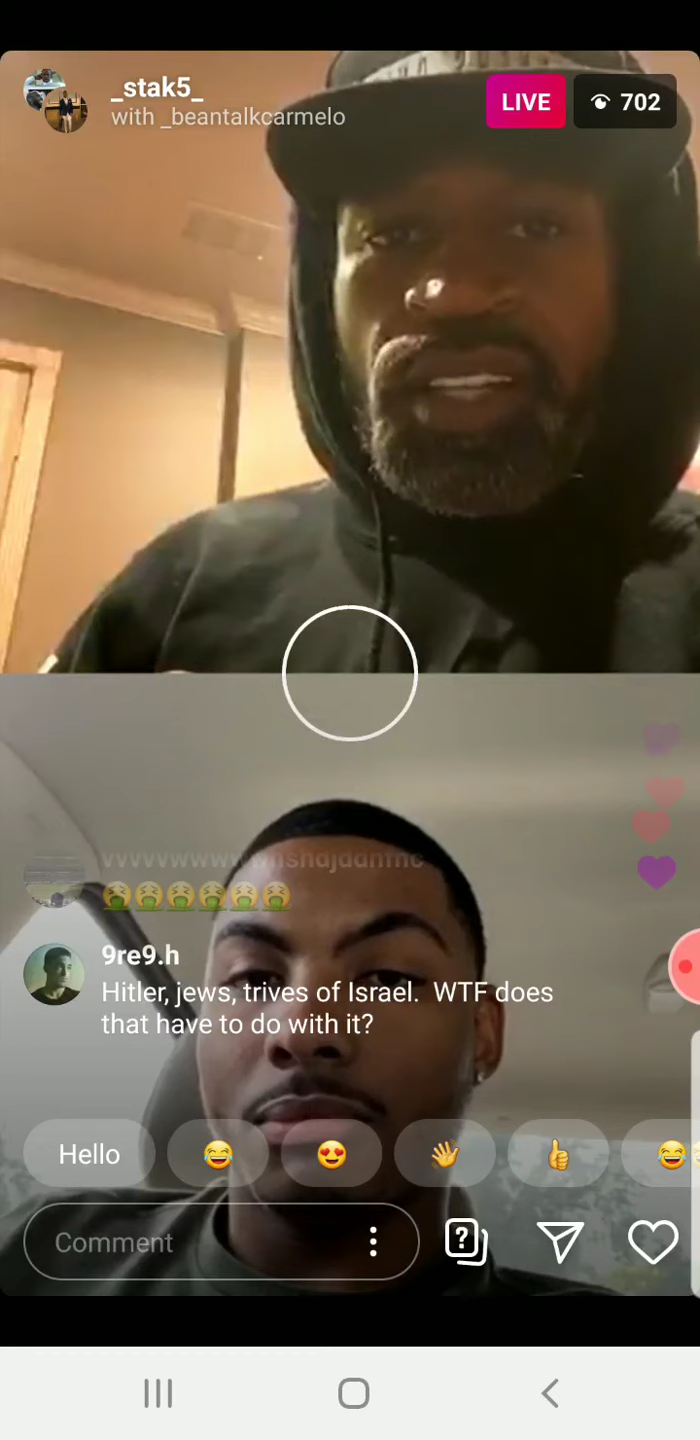 _stak5_
with _beantalkcarmelo
LIVE
702
9re9.h
Hitler, jews, trives of Israel. WTF does
that have to do with it?
Hello
Comment